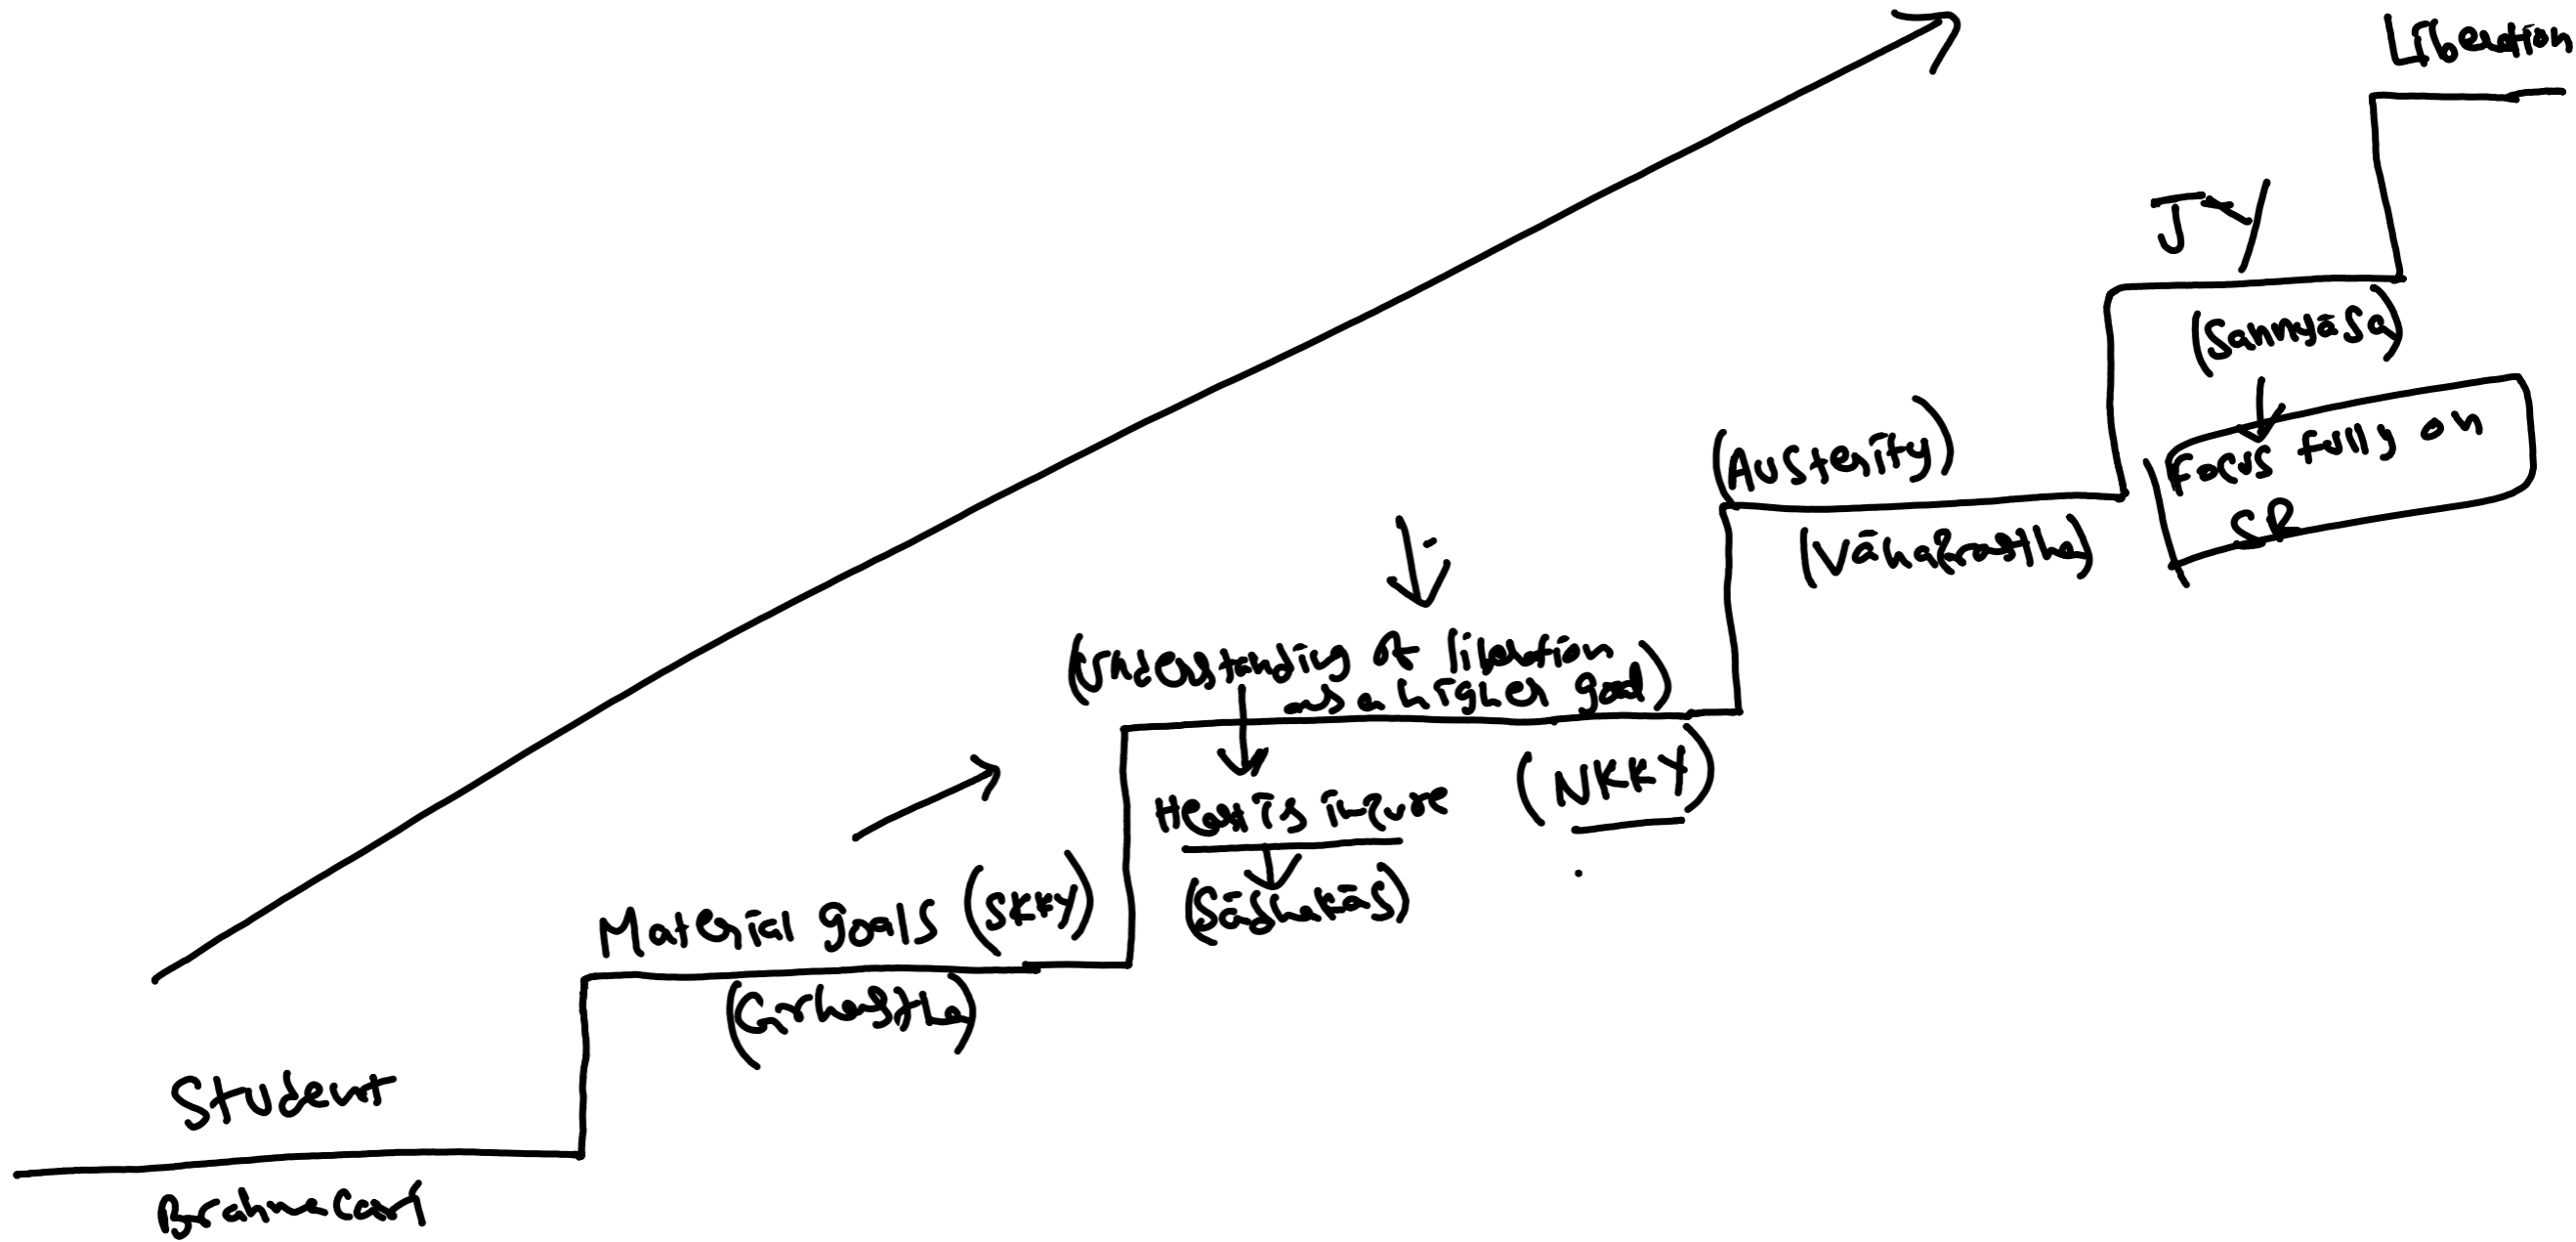 Liberation
JY
(Sannyāsa)
Focus fully on
SR
(Austerity)
(Vānaprastha)
(Understanding of liberation
as a higher goal)
Heart is impure
(NKKY)
(Sādhakās)
Material goals (SKKY)
(Grhastha)
Student
Brahmacari